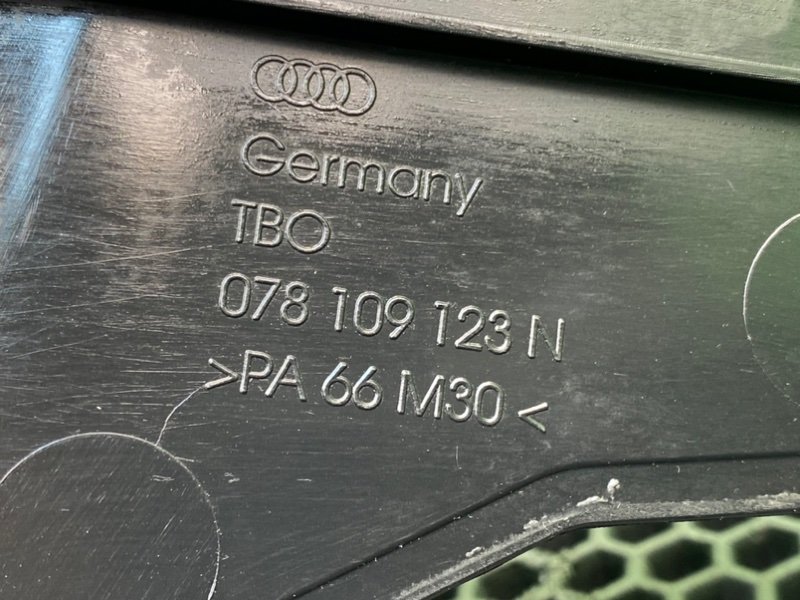 Germany
TBO
078 109 123 N
>PA 66 M30<